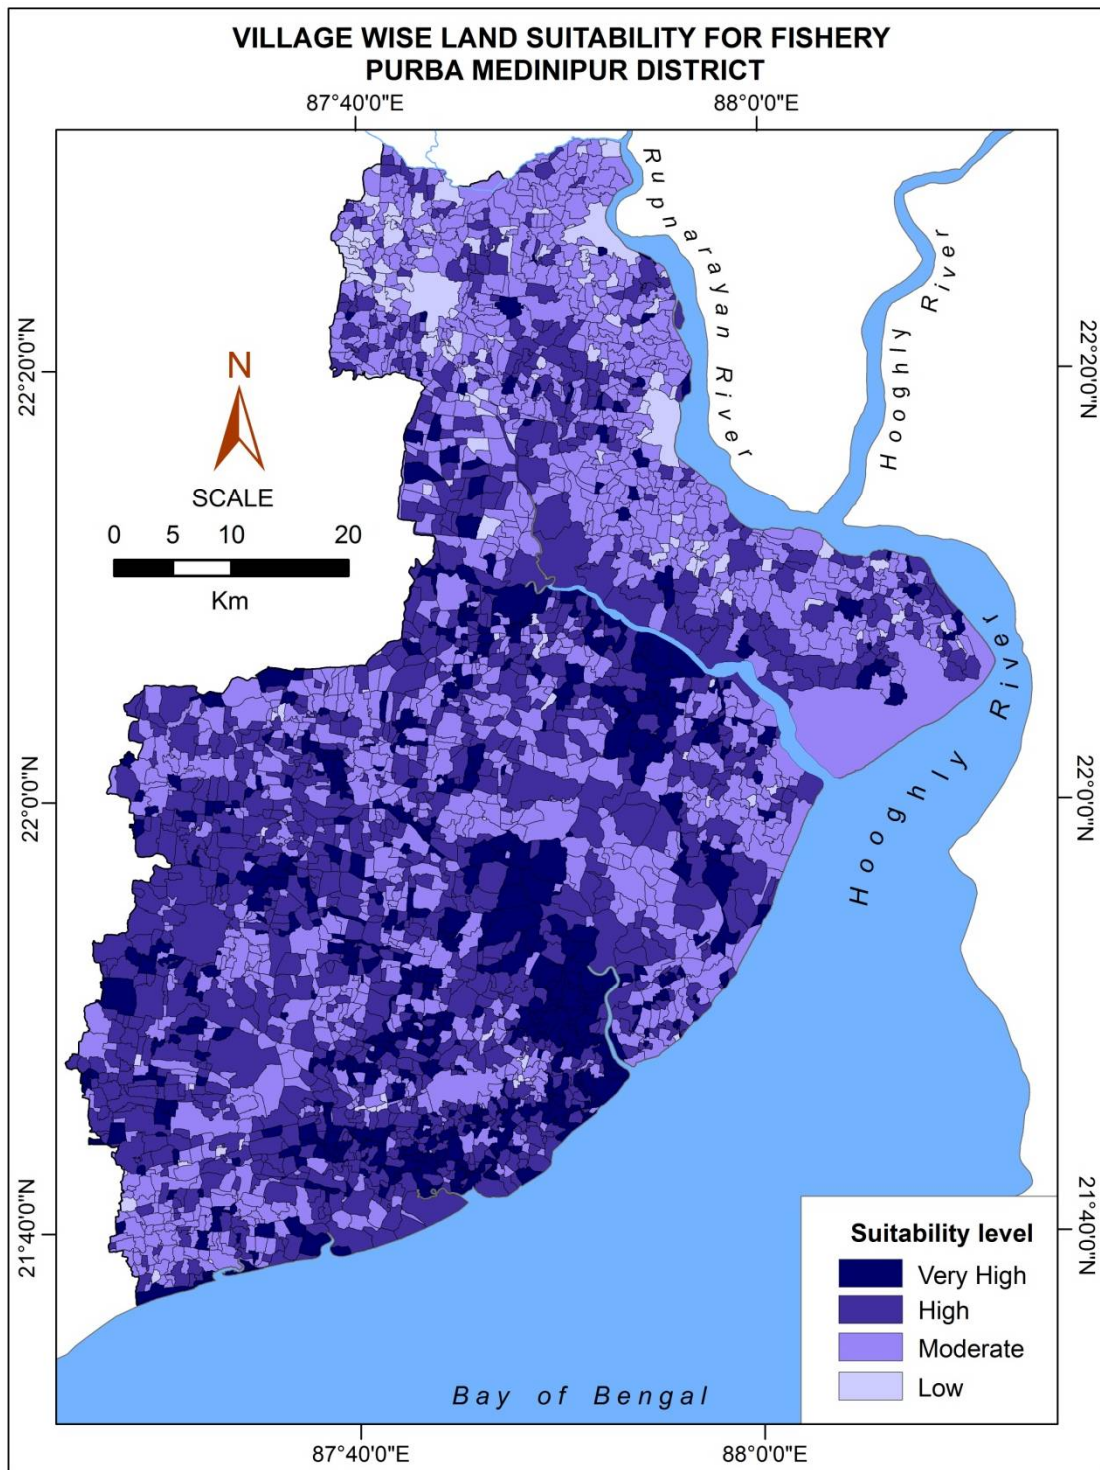 VILLAGE WISE LAND SUITABILITY FOR FISHERY
PURBA MEDINIPUR DISTRICT
87°40'0"E
88°0'0"E
Rupnarayan River
Hoogly River
22°20'0"N
22°20'0"N
N
SCALE
0 5 10 20
Km
Hooghly River
22°0'0"N
22°0'0"N
21°40'0"N
21°40'0"N
Suitability level
Very High
High
Moderate
Low
Bay of Bengal
87°40'0"E
88°0'0"E